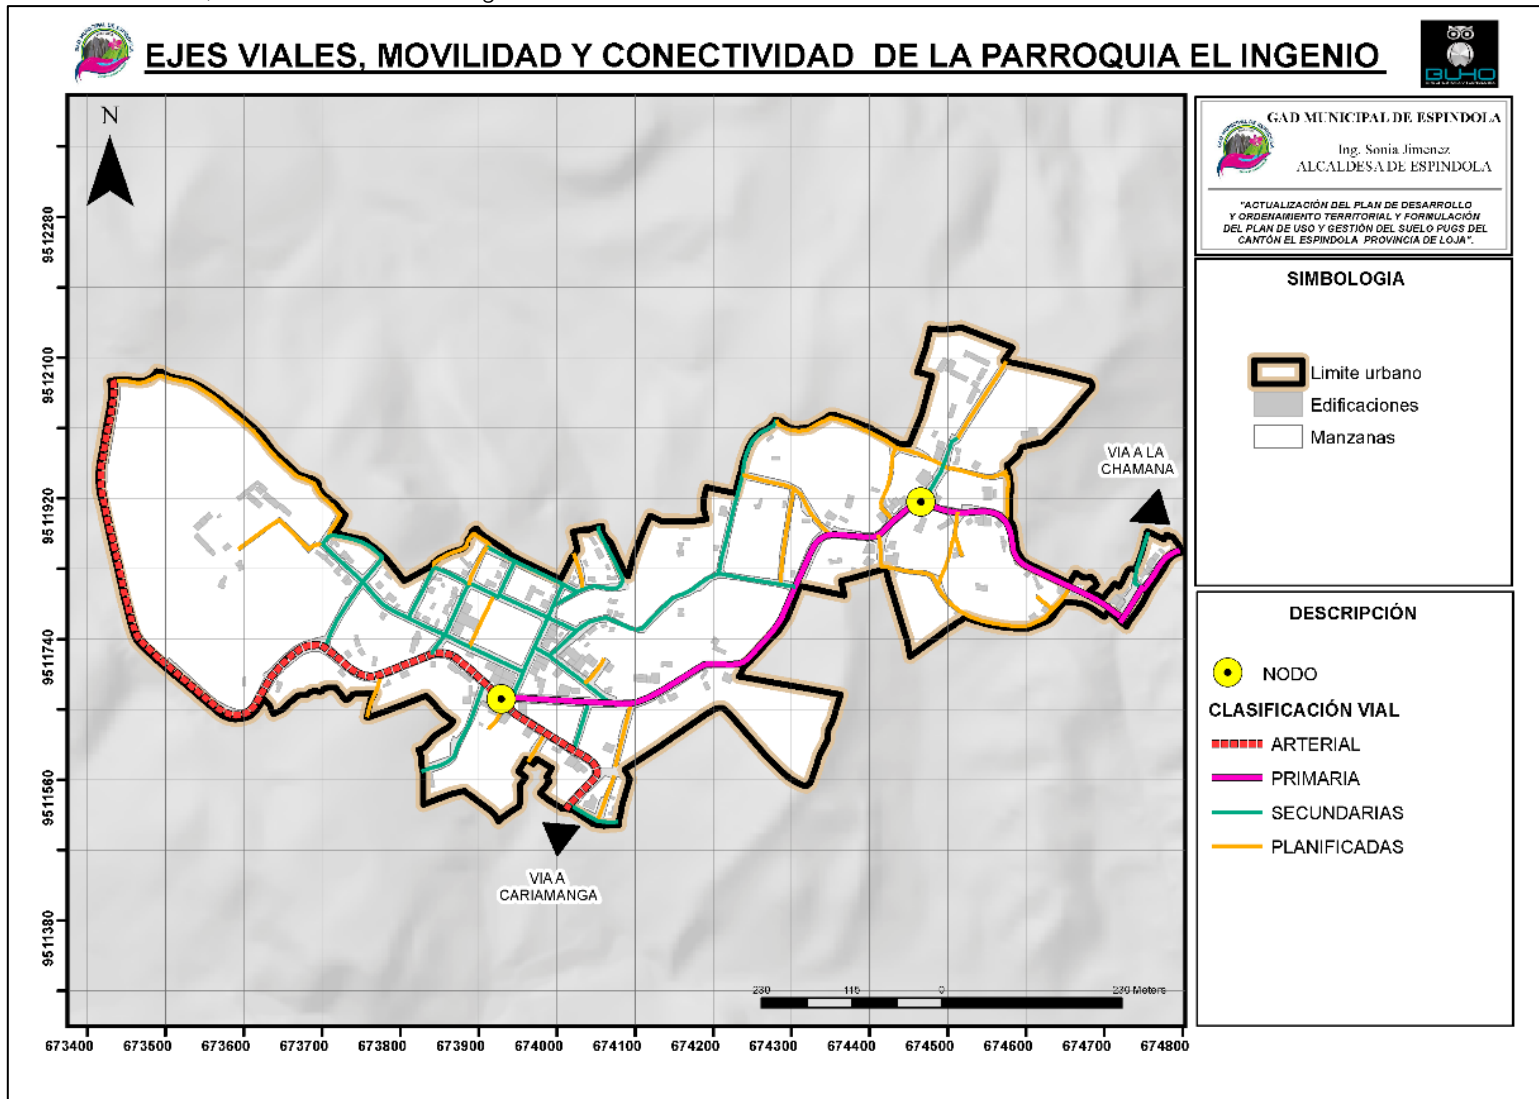 EJES VIALES, MOVILIDAD Y CONECTIVIDAD DE LA PARROQUIA EL INGENIO
BUHO
N
GAD MUNICIPAL DE ESPINDOLA
Ing. Sonia Jimenez
ALCALDESA DE ESPINDOLA
"ACTUALIZACIÓN DEL PLAN DE DESARROLLO
Y ORDENAMIENTO TERRITORIAL Y FORMULACIÓN
DEL PLAN DE USO Y GESTIÓN DEL SUELO PUGS DEL
CANTÓN EL ESPINDOLA PROVINCIA DE LOJA".
SIMBOLOGIA
Limite urbano
Edificaciones
Manzanas
DESCRIPCIÓN
NODO
CLASIFICACIÓN VIAL
ARTERIAL
PRIMARIA
SECUNDARIAS
PLANIFICADAS
VIA A LA
CHAMANA
VIA A
CARIAMANGA
9512280
9512100
9511920
9511740
9511560
9511380
230 115 0 230 Meters
673400 673500 673600 673700 673800 673900 674000 674100 674200 674300 674400 674500 674600 674700 674800